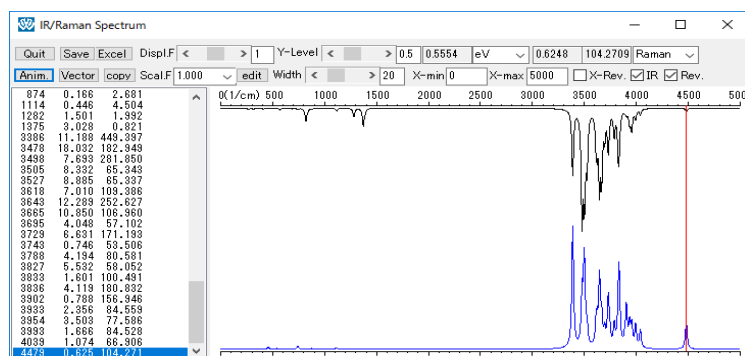 IR/Raman Spectrum
Quit Save Excel Displ.F < > 1 Y-Level < > 0.5 0.5554 eV 0.6248 104.2709 Raman
Anim. Vector copy Scal.F 1.000 edit Width < > 20 X-min 0 X-max 5000 X-Rev. IR Rev.
0(1/cm) 500 1000 1500 2000 2500 3000 3500 4000 4500 500
874 0.166 2.681
1114 0.446 4.504
1282 1.501 1.992
1375 3.028 0.821
3386 11.188 449.397
3478 18.032 182.949
3498 7.693 281.850
3505 8.332 65.343
3527 8.885 65.337
3618 7.010 109.386
3643 12.289 252.627
3665 10.850 106.960
3695 4.048 57.102
3729 6.631 171.193
3743 0.746 53.506
3788 4.194 80.581
3827 5.532 58.052
3833 1.601 100.491
3836 4.119 180.832
3902 0.788 156.946
3933 2.356 84.559
3954 3.503 77.586
3993 1.666 84.528
4039 1.074 66.906
4479 0.625 104.271